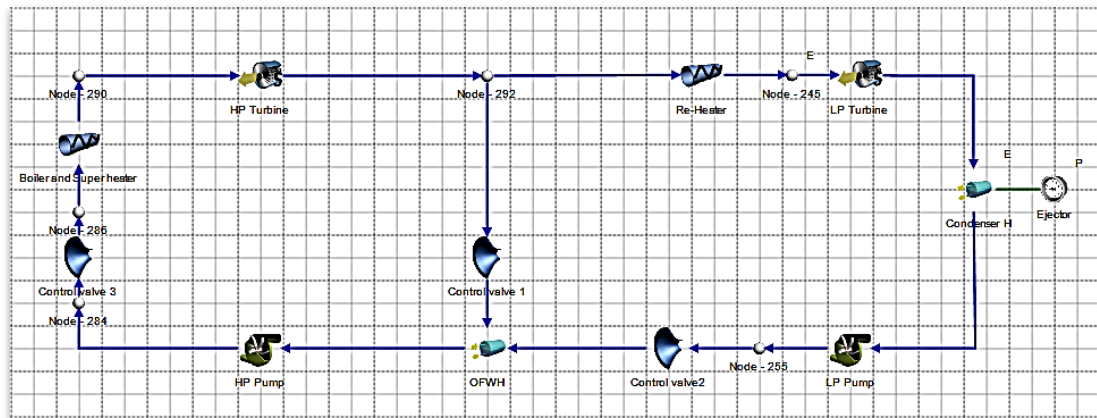 E
Node - 290
HP Turbine
Node - 292
Re-Heater
Node - 245
LP Turbine
Boiler and Super heater
E
P
Condenser H
Ejector
Node - 286
Control valve 3
Control valve 1
Node - 284
HP Pump
OFWH
Control valve2
Node - 255
LP Pump